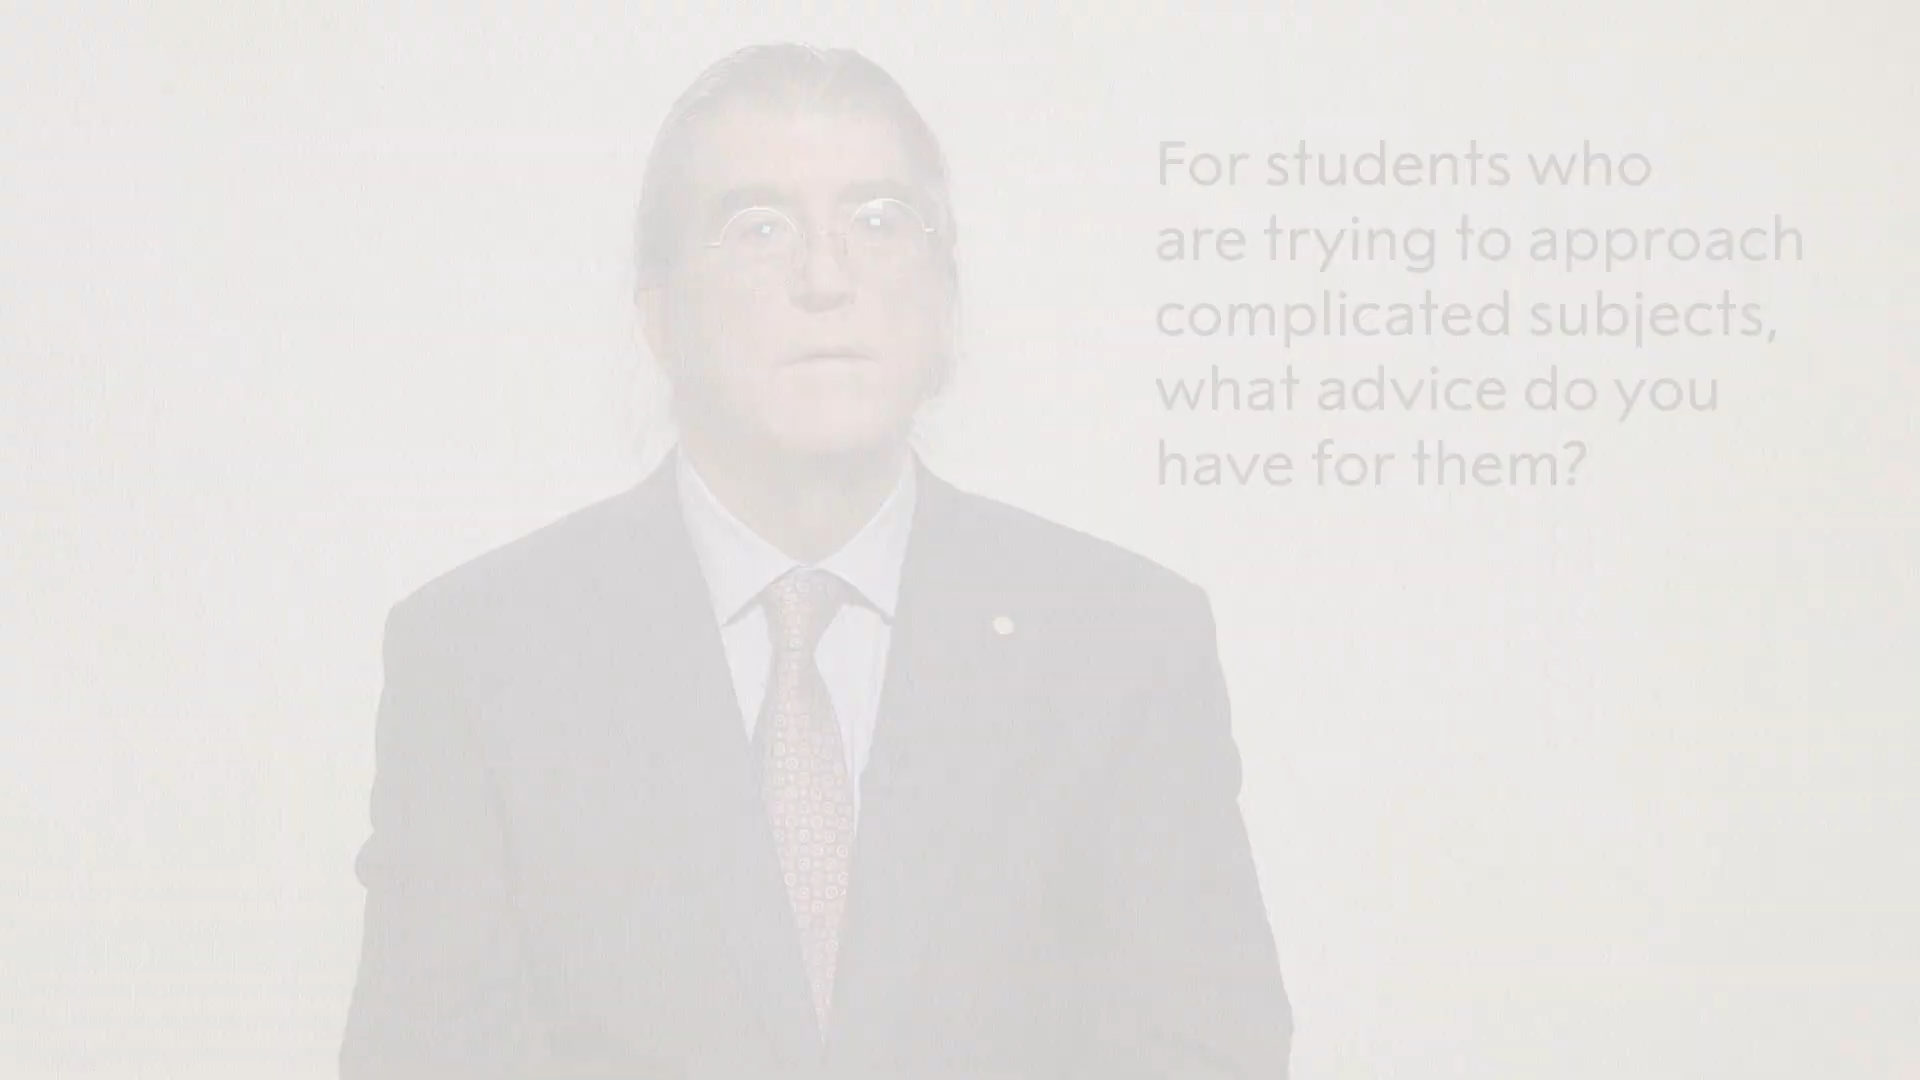 For students who
are trying to approach
complicated subjects,
what advice do you
have for them?